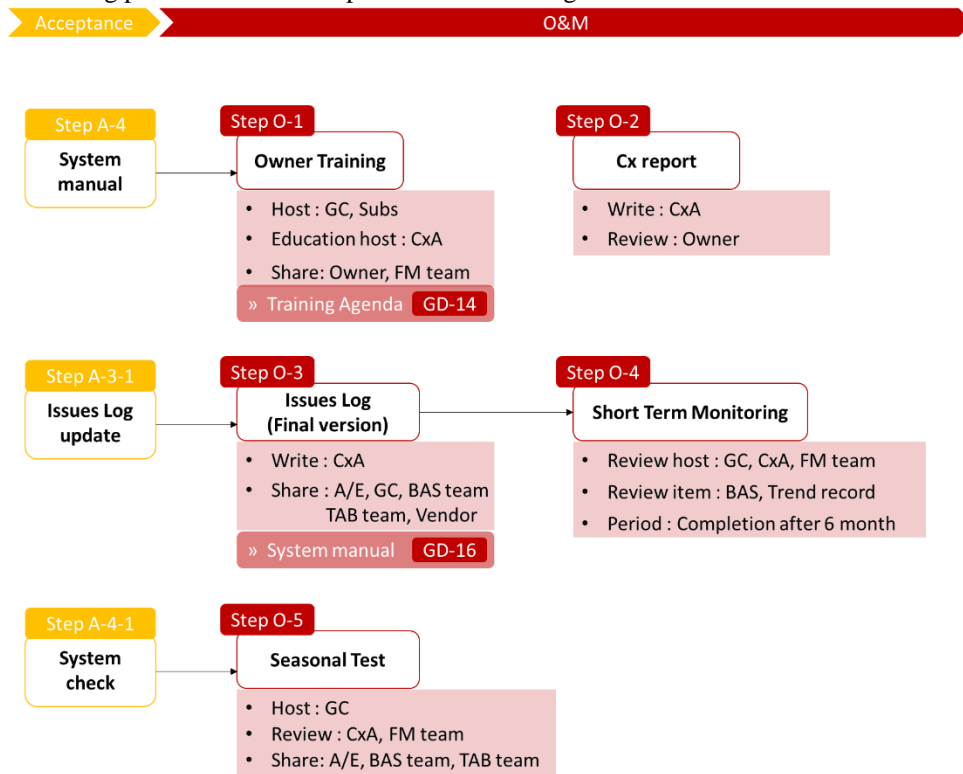 Acceptance
O&M
Step A-4
System
manual
Step O-1
Owner Training
• Host : GC, Subs
• Education host : CxA
• Share: Owner, FM team
» Training Agenda GD-14
Step O-2
Cx report
• Write : CxA
• Review : Owner
Step A-3-1
Issues Log
update
Step O-3
Issues Log
(Final version)
• Write : CxA
• Share : A/E, GC, BAS team
TAB team, Vendor
» System manual GD-16
Step O-4
Short Term Monitoring
• Review host : GC, CxA, FM team
• Review item : BAS, Trend record
• Period : Completion after 6 month
Step A-4-1
System
check
Step O-5
Seasonal Test
• Host : GC
• Review : CxA, FM team
• Share: A/E, BAS team, TAB team